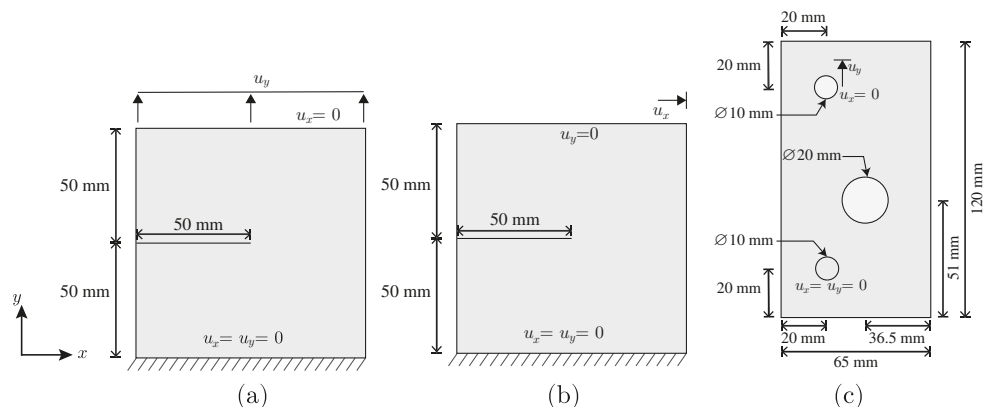 u_y
u_x = 0
50 mm
50 mm
50 mm
u_x = u_y = 0
y
x
(a)
u_x
u_y = 0
50 mm
50 mm
50 mm
u_x = u_y = 0
(b)
20 mm
20 mm
u_y
u_x = 0
∅10 mm
∅20 mm
120 mm
∅10 mm
51 mm
20 mm
u_x = u_y = 0
20 mm
36.5 mm
65 mm
(c)